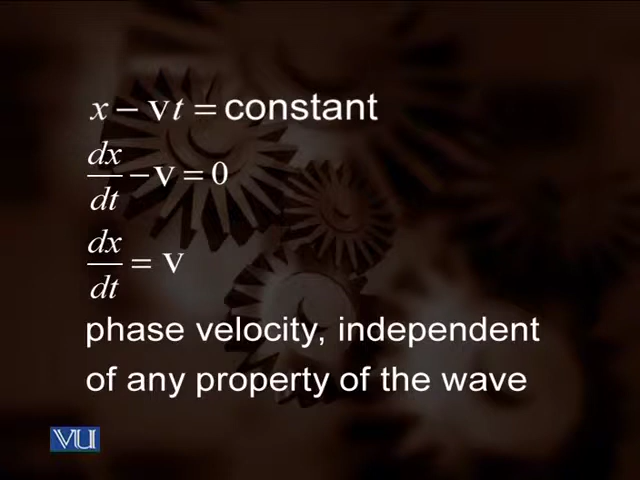 x − vt = constant
dx/dt − v = 0
dx/dt = v
phase velocity, independent
of any property of the wave
VU